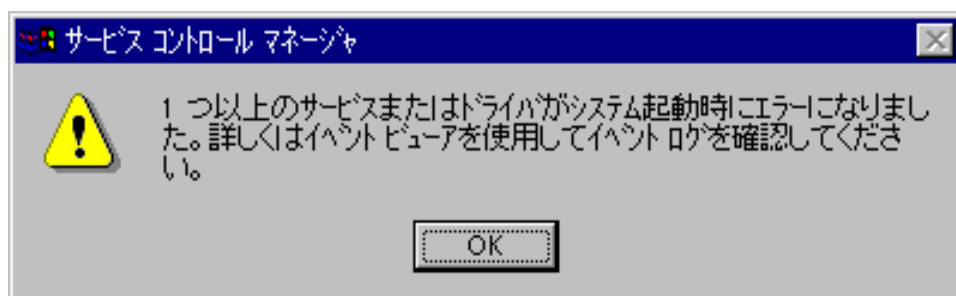 サービス コントロール マネージャ
1 つ以上のサービスまたはドライバがシステム起動時にエラーになりまし
た。詳しくはイベント ビューアを使用してイベント ログを確認してくださ
い。
OK